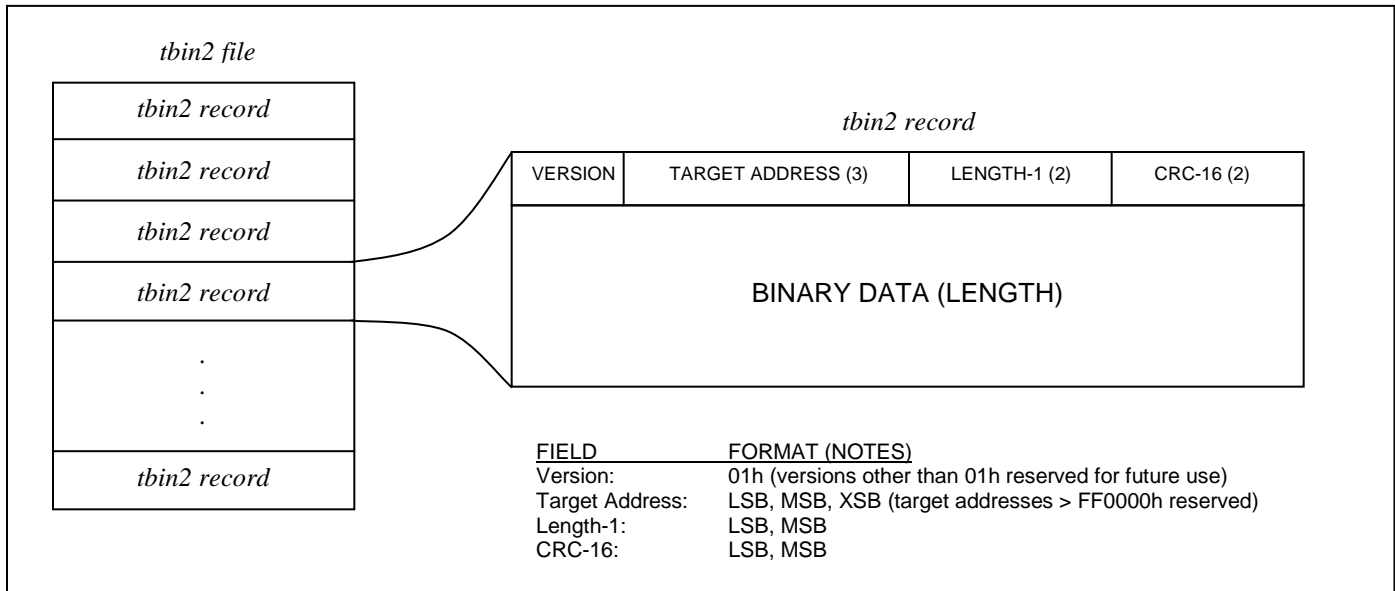 tbin2 file
tbin2 record
tbin2 record
tbin2 record
tbin2 record
.
.
.
tbin2 record
tbin2 record
VERSION TARGET ADDRESS (3) LENGTH-1 (2) CRC-16 (2)
BINARY DATA (LENGTH)
FIELD FORMAT (NOTES)
Version: 01h (versions other than 01h reserved for future use)
Target Address: LSB, MSB, XSB (target addresses > FF0000h reserved)
Length-1: LSB, MSB
CRC-16: LSB, MSB